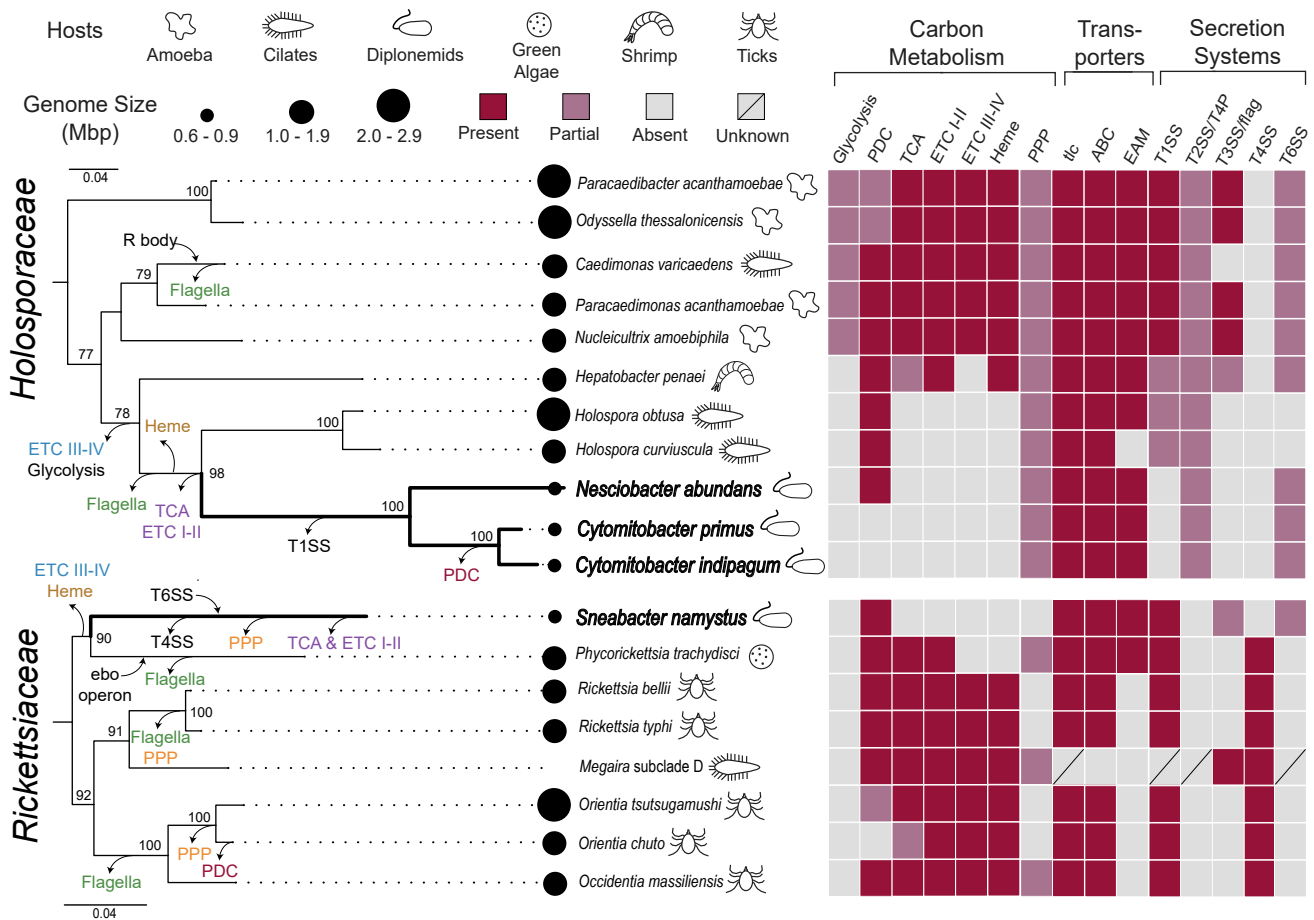 Hosts
Amoeba
Cilates
Diplonemids
Green
Algae
Shrimp
Ticks
Genome Size
(Mbp)
0.6 - 0.9
1.0 - 1.9
2.0 - 2.9
Present
Partial
Absent
Unknown
Carbon
Metabolism
Trans-
porters
Secretion
Systems
Glycolysis
PDC
TCA
ETC I-II
ETC III-IV
Heme
PPP
tlc
ABC
EAM
T1SS
T2SS/T4P
T3SS/flag
T4SS
T6SS
Holosporaceae
0.04
100
Paracaedibacter acanthamoebae
Odyssella thessalonicensis
R body
79
Flagella
Caedimonas varicaedens
Paracaedimonas acanthamoebae
77
Nucleicultrix amoebiphila
Hepatobacter penaei
78
Heme
ETC III-IV
Glycolysis
100
Holospora obtusa
Holospora curviuscula
Flagella
98
TCA
ETC I-II
100
Nesciobacter abundans
T1SS
100
Cytomitobacter primus
PDC
Cytomitobacter indipagum
Rickettsiaceae
ETC III-IV
Heme
T6SS
Sneabacter namystus
90
T4SS
PPP
TCA & ETC I-II
ebo
operon
Flagella
Phycorickettsia trachydisci
Rickettsia bellii
100
91
Flagella
PPP
Rickettsia typhi
Megaira subclade D
92
Orientia tsutsugamushi
100
100
PPP
PDC
Orientia chuto
Flagella
Occidentia massiliensis
0.04